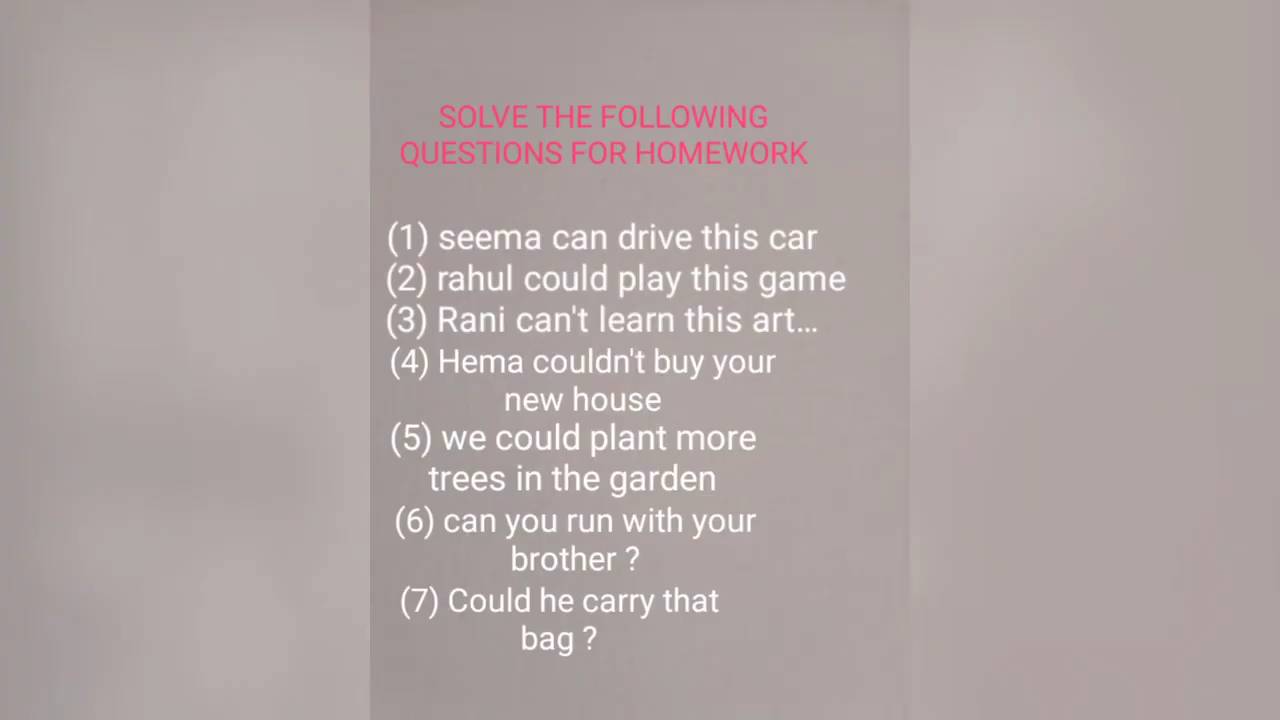 SOLVE THE FOLLOWING
QUESTIONS FOR HOMEWORK
(1) seema can drive this car
(2) rahul could play this game
(3) Rani can't learn this art...
(4) Hema couldn't buy your
new house
(5) we could plant more
trees in the garden
(6) can you run with your
brother ?
(7) Could he carry that
bag ?